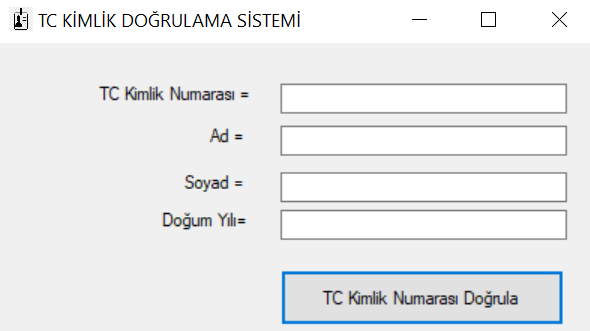 TC KİMLİK DOĞRULAMA SİSTEMİ
TC Kimlik Numarası =
Ad =
Soyad =
Doğum Yılı=
TC Kimlik Numarası Doğrula